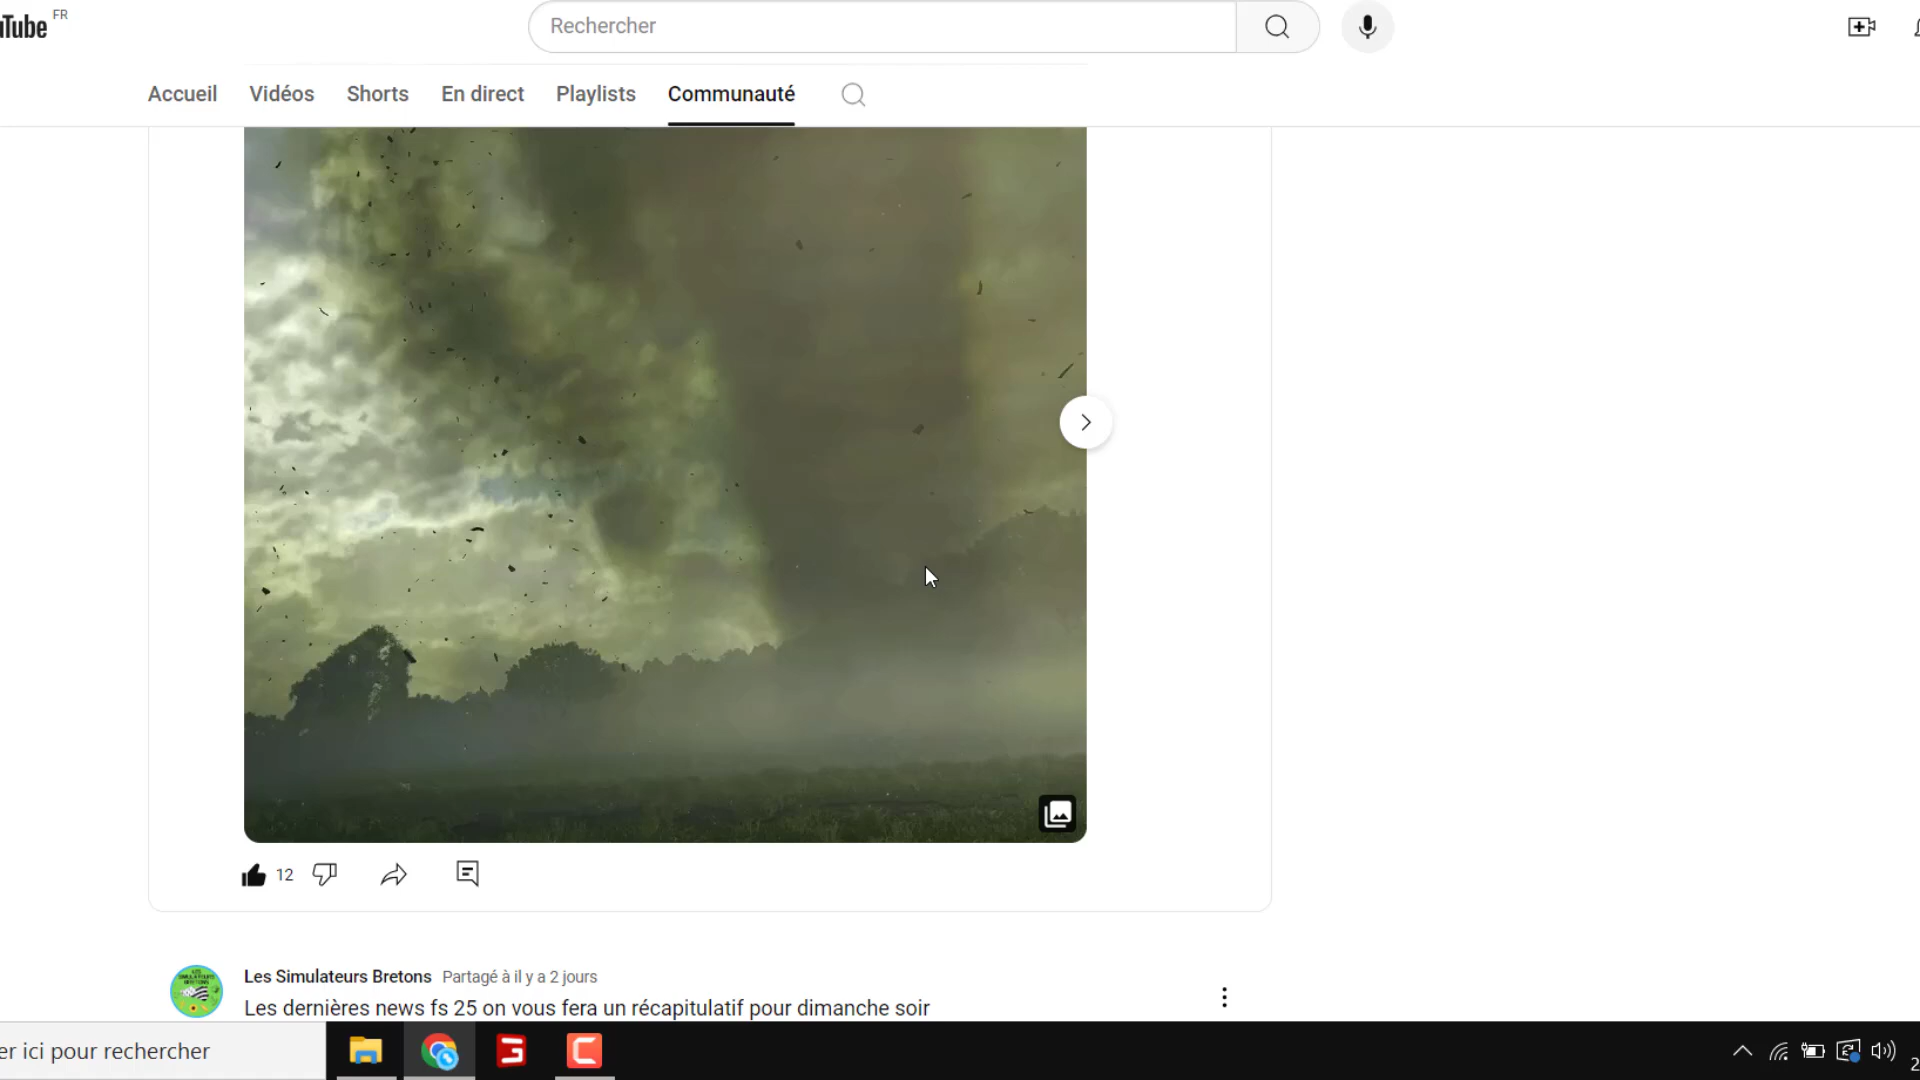 Tube FR
Rechercher
Accueil Vidéos Shorts En direct Playlists Communauté
12
Les Simulateurs Bretons Partagé à il y a 2 jours
Les dernières news fs 25 on vous fera un récapitulatif pour dimanche soir
er ici pour rechercher
2